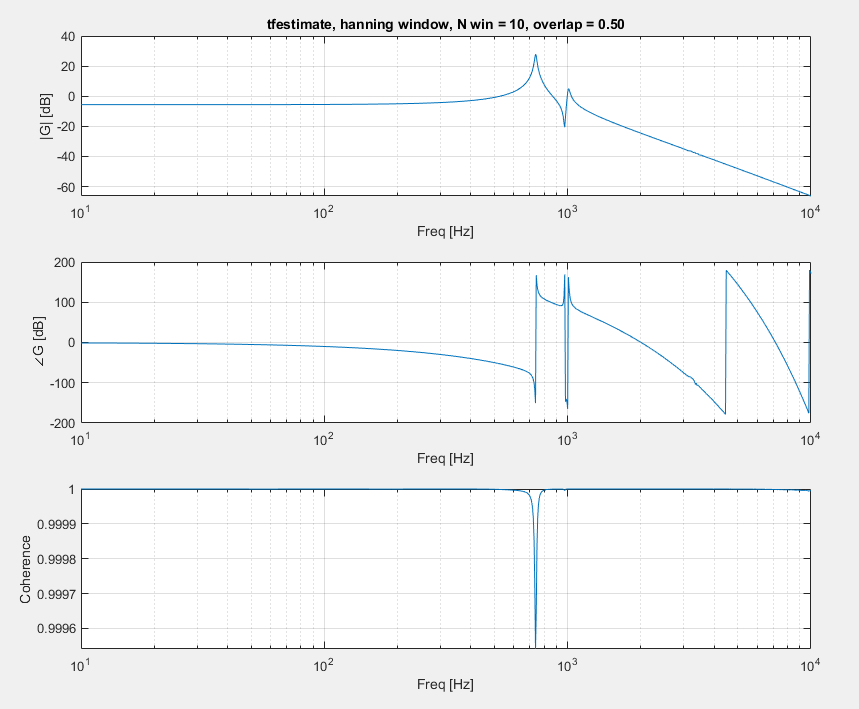 tfestimate, hanning window, N win = 10, overlap = 0.50
40
20
0
-20
-40
-60
|G| [dB]
10^1 10^2 10^3 10^4
Freq [Hz]
200
100
0
-100
-200
∠G [dB]
10^1 10^2 10^3 10^4
Freq [Hz]
1
0.9999
0.9998
0.9997
0.9996
Coherence
10^1 10^2 10^3 10^4
Freq [Hz]